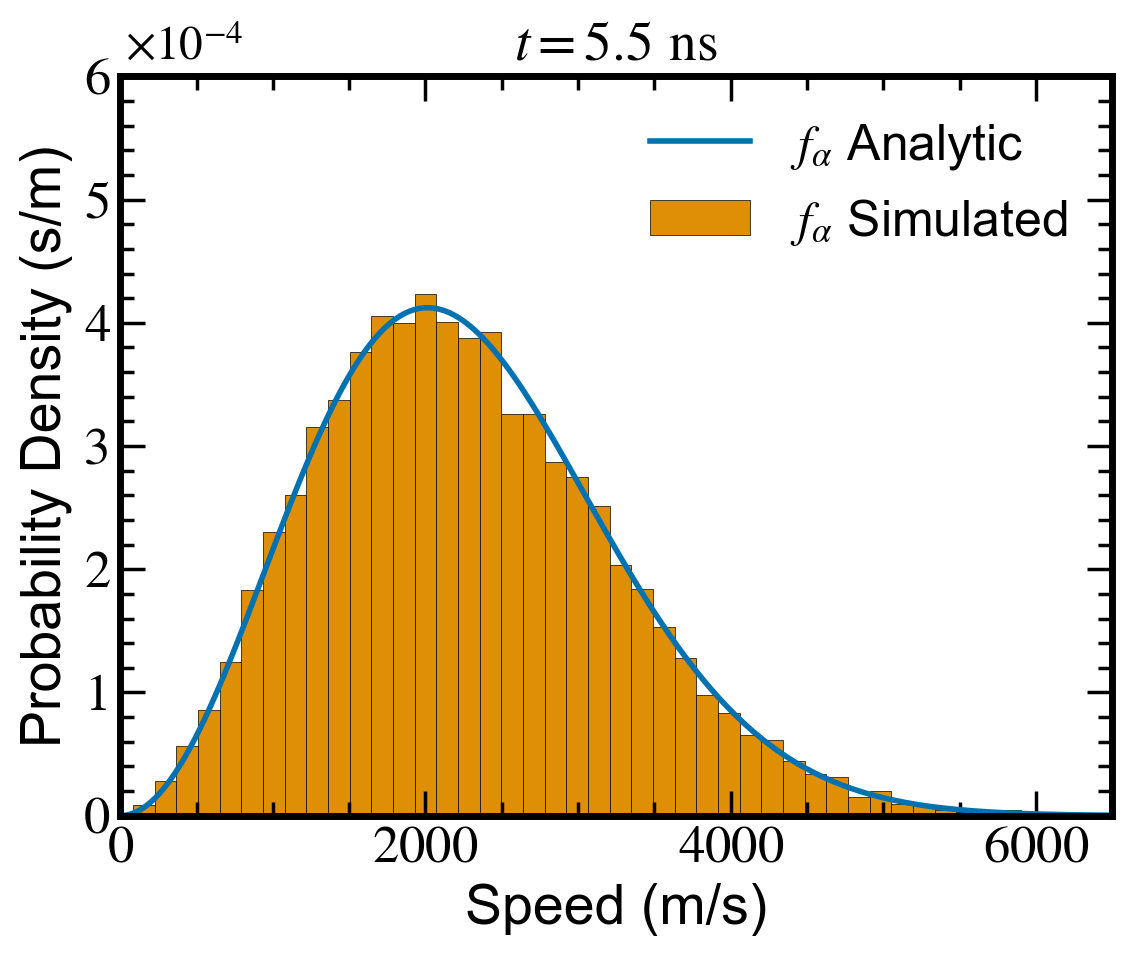 ×10⁻⁴
t = 5.5 ns
Probability Density (s/m)
6
5
4
3
2
1
0
fα Analytic
fα Simulated
0 2000 4000 6000
Speed (m/s)